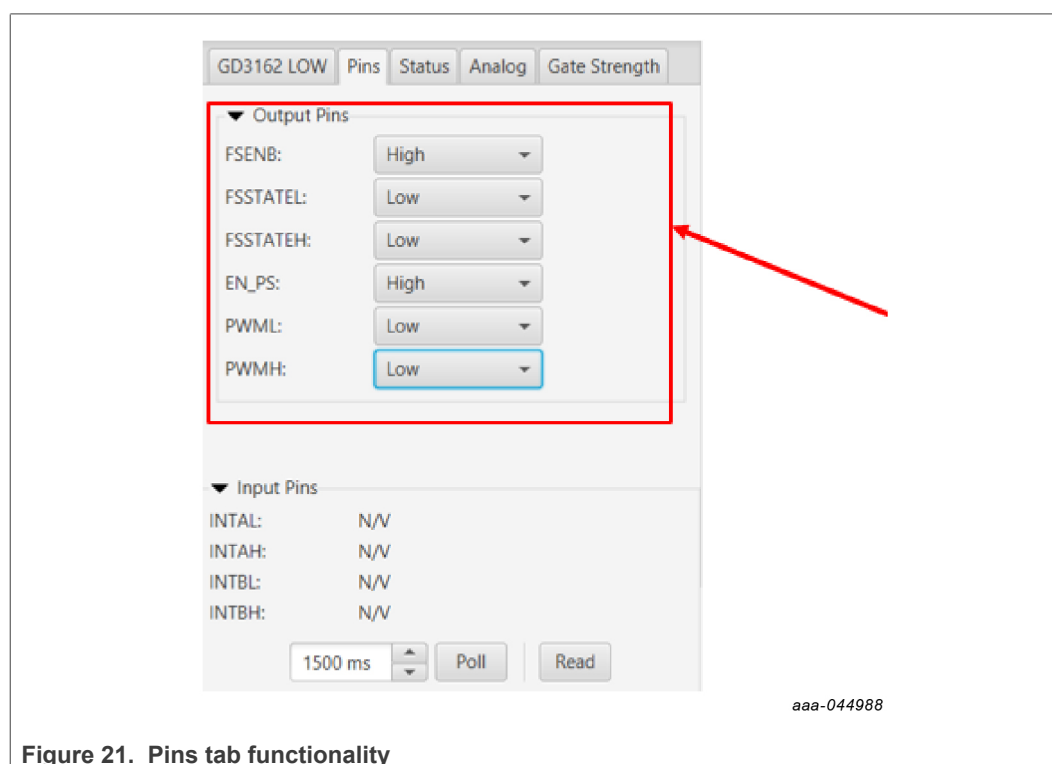 GD3162 LOW Pins Status Analog Gate Strength
Output Pins
FSENB: High
FSSTATEL: Low
FSSTATEH: Low
EN_PS: High
PWML: Low
PWMH: Low
Input Pins
INTAL: N/V
INTAH: N/V
INTBL: N/V
INTBH: N/V
1500 ms Poll Read
aaa-044988
Figure 21. Pins tab functionality